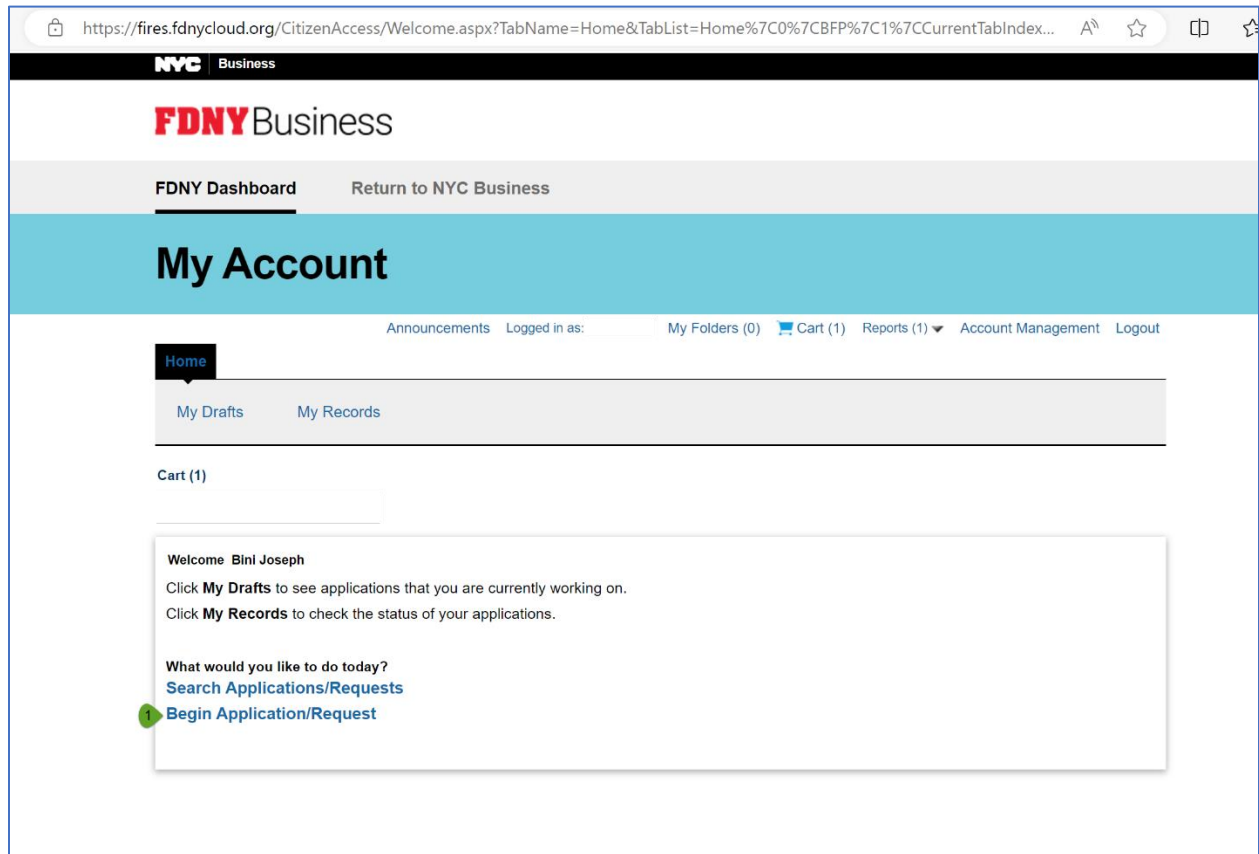 https://fires.fdnycloud.org/CitizenAccess/Welcome.aspx?TabName=Home&TabList=Home%7C0%7CBFP%7C1%7CCurrentTabIndex...
NYC Business
FDNY Business
FDNY Dashboard Return to NYC Business
My Account
Announcements Logged in as: My Folders (0) Cart (1) Reports (1) Account Management Logout
Home
My Drafts My Records
Cart (1)
Welcome Bini Joseph
Click My Drafts to see applications that you are currently working on.
Click My Records to check the status of your applications.
What would you like to do today?
Search Applications/Requests
1 Begin Application/Request